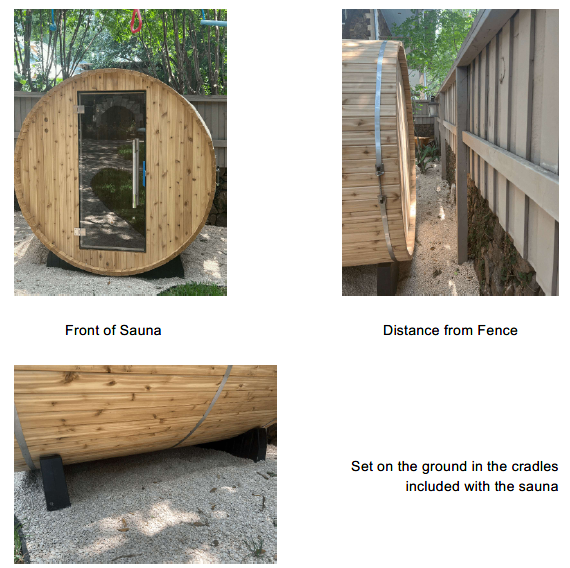 Front of Sauna
Distance from Fence
Set on the ground in the cradles
included with the sauna